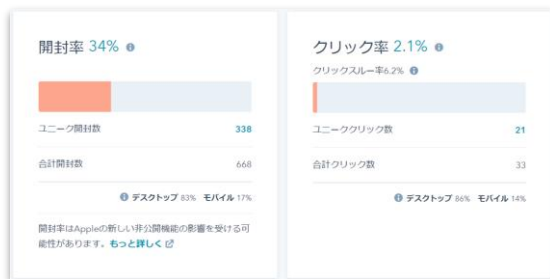 開封率 34%
ユニーク開封数 338
合計開封数 668
デスクトップ 83% モバイル 17%
開封率はAppleの新しい非公開機能の影響を受ける可
能性があります。もっと詳しく
クリック率 2.1%
クリックスルー率6.2%
ユニーククリック数 21
合計クリック数 33
デスクトップ 86% モバイル 14%